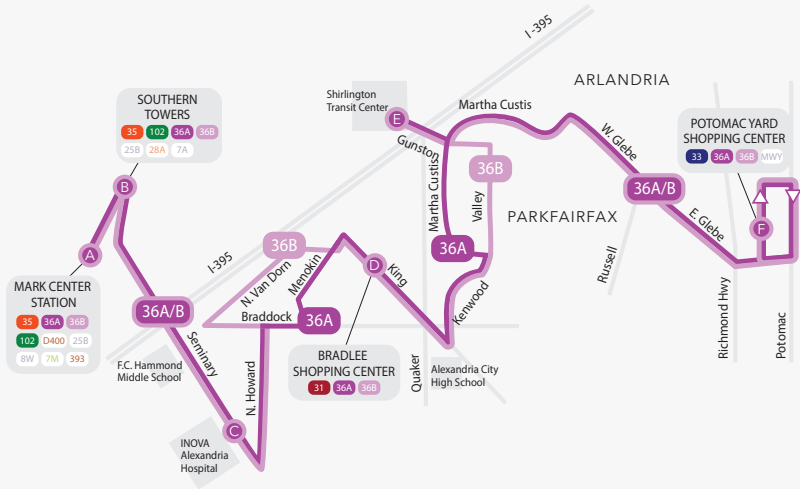 I-395
ARLANDRIA
SOUTHERN
TOWERS
35 102 36A 36B
25B 28A 7A
Shirlington
Transit Center
E
Martha Custis
Gunston
W. Glebe
POTOMAC YARD
SHOPPING CENTER
33 36A 36B MWY
B
36B
Martha Custis
Valley
36A/B
PARKFAIRFAX
E. Glebe
F
A
36B
I-395
N. Van Dorn
Menokin
D
King
36A
Russell
MARK CENTER
STATION
35 36A 36B
102 D400 25B
8W 7M 393
36A/B
Seminary
Braddock
36A
Kenwood
Richmond Hwy
Potomac
F.C. Hammond
Middle School
N. Howard
BRADLEE
SHOPPING CENTER
31 36A 36B
Quaker
Alexandria City
High School
C
INOVA
Alexandria
Hospital